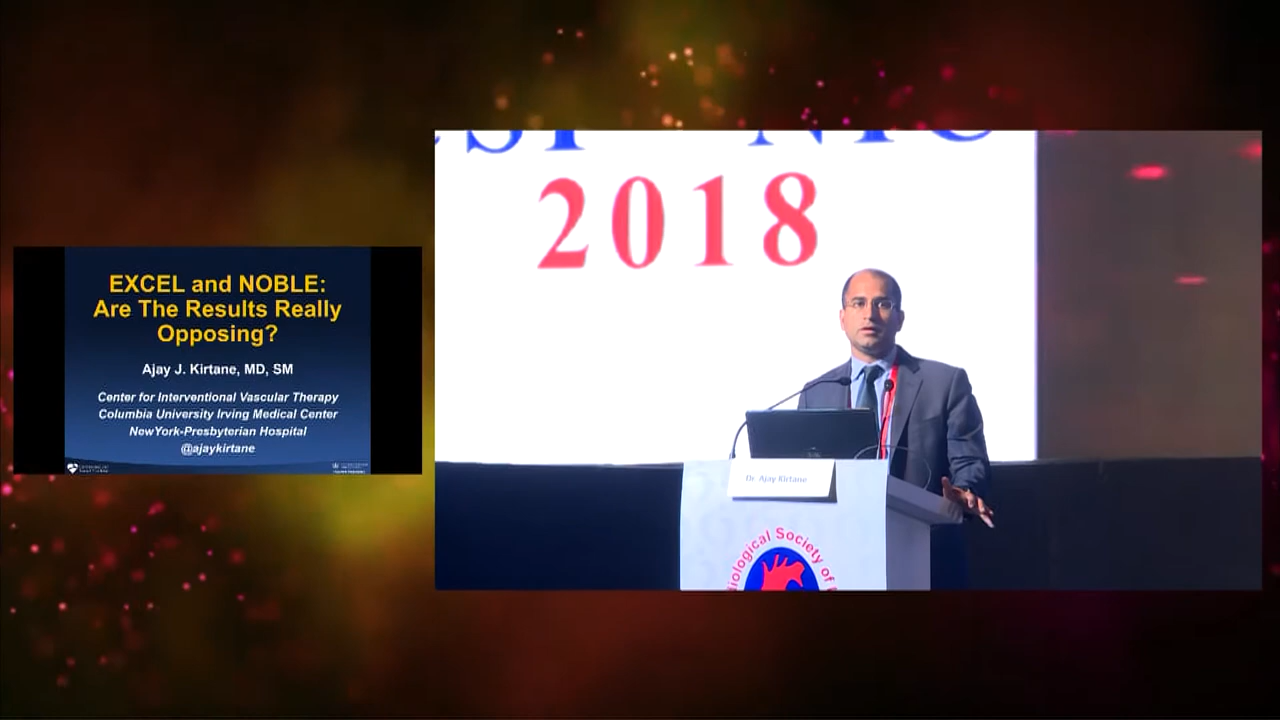 EXCEL and NOBLE:
Are The Results Really
Opposing?
Ajay J. Kirtane, MD, SM
Center for Interventional Vascular Therapy
Columbia University Irving Medical Center
NewYork-Presbyterian Hospital
@ajaykirtane
2018
Dr. Ajay Kirtane
iological Society of